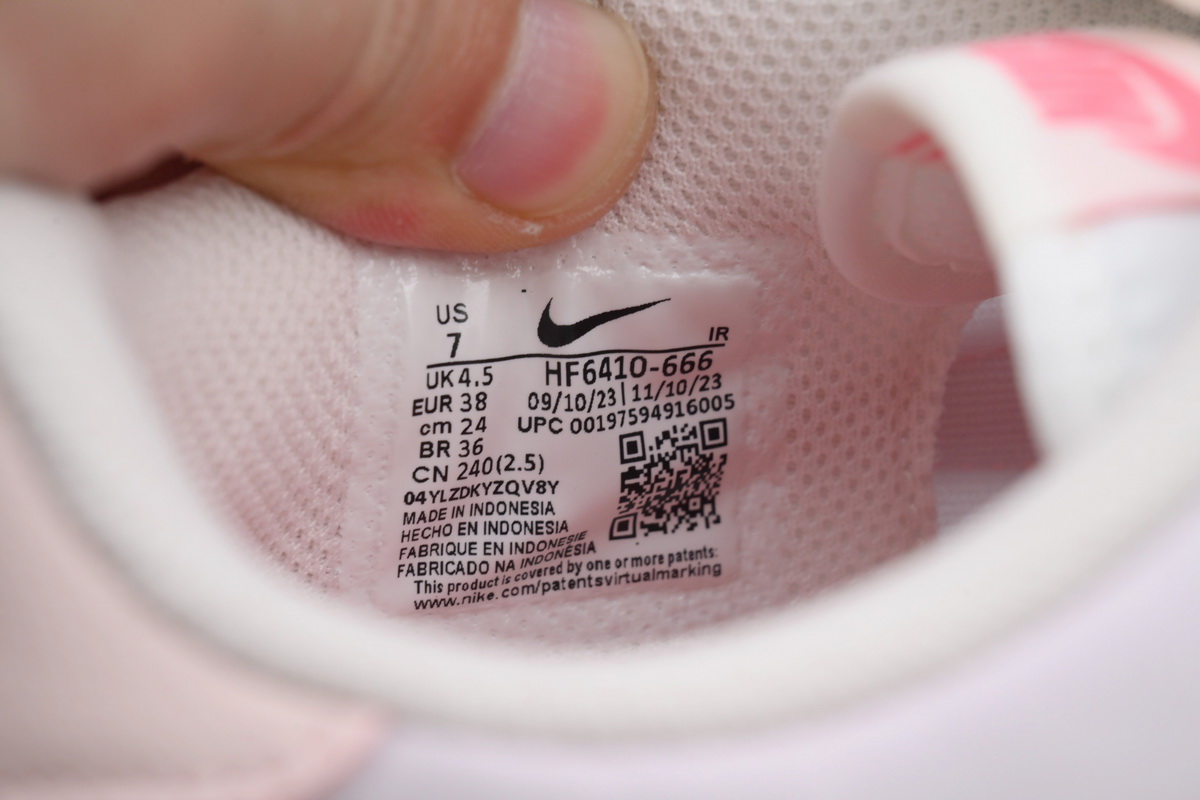 US
7
IR
UK 4.5
HF6410-666
EUR 38
09/10/23 | 11/10/23
cm 24
UPC 00197594916005
BR 36
CN 240(2.5)
04YLZDKYZQV8Y
MADE IN INDONESIA
HECHO EN INDONESIA
FABRIQUE EN INDONESIE
FABRICADO NA INDONÉSIA
This product is covered by one or more patents:
www.nike.com/patentsvirtualmarking